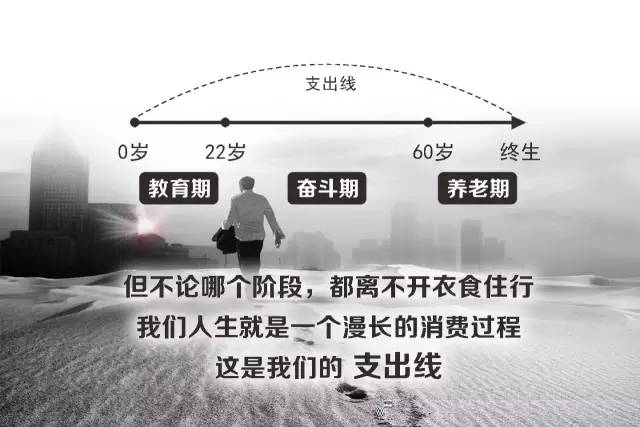 支出线
0岁 22岁 60岁 终生
教育期 奋斗期 养老期
但不论哪个阶段，都离不开衣食住行
我们人生就是一个漫长的消费过程
这是我们的 支出线